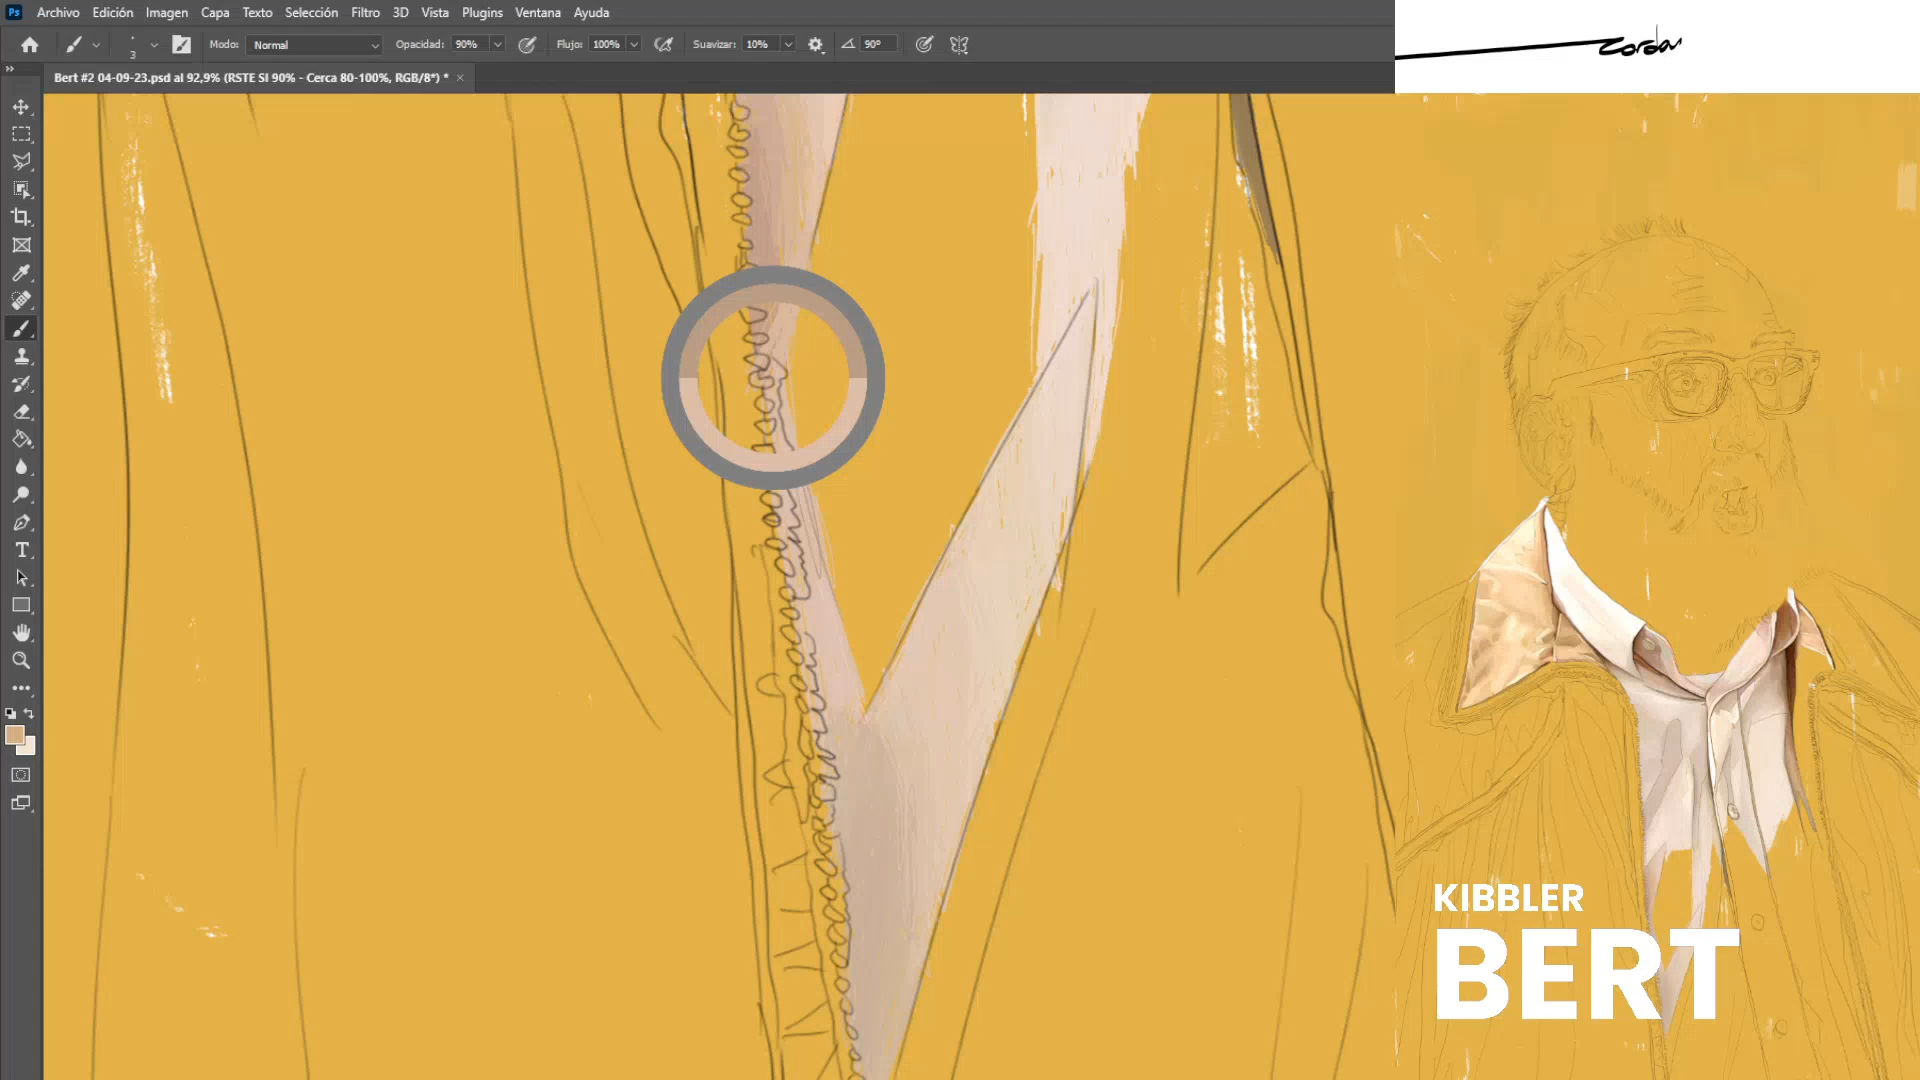 Ps Archivo Edición Imagen Capa Texto Selección Filtro 3D Vista Plugins Ventana Ayuda
3 Modo: Normal Opacidad: 90% Flujo: 100% Suavizar: 10% 90°
Bert #2 04-09-23.psd al 92,9% (RSTE SI 90% - Cerca 80-100%, RGB/8*) * ×
KIBBLER
BERT